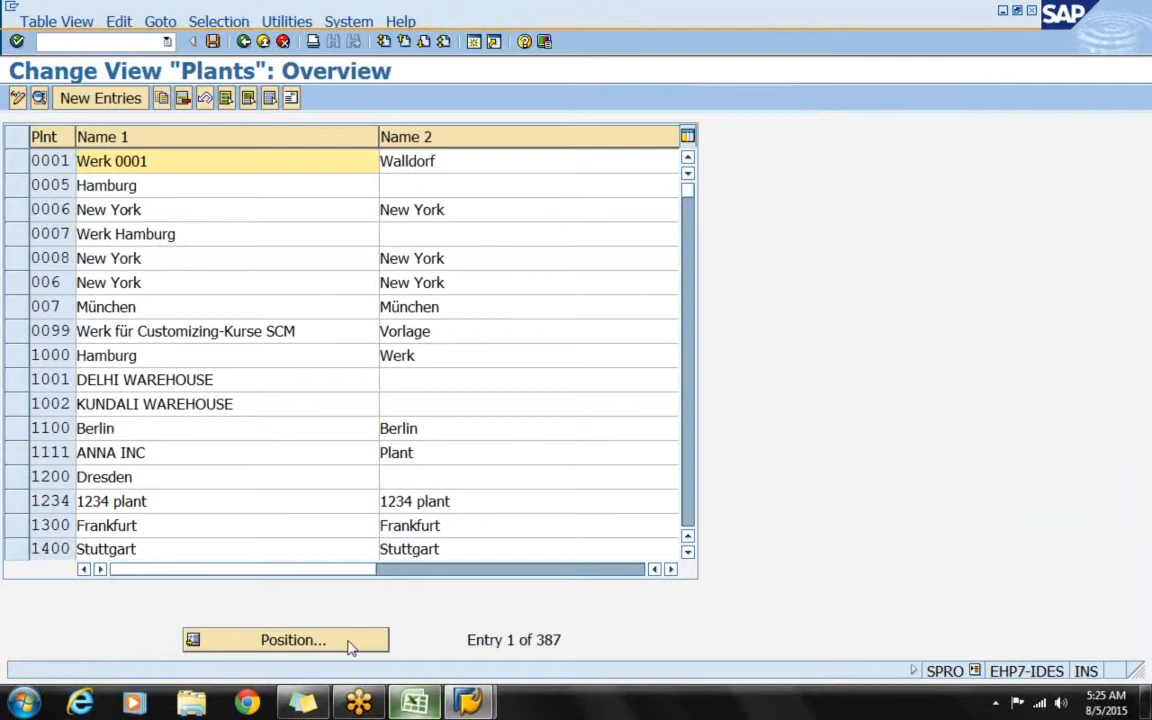 Table View Edit Goto Selection Utilities System Help
SAP
Change View "Plants": Overview
New Entries
Plnt Name 1 Name 2
0001 Werk 0001 Walldorf
0005 Hamburg
0006 New York New York
0007 Werk Hamburg
0008 New York New York
006 New York New York
007 München München
0099 Werk für Customizing-Kurse SCM Vorlage
1000 Hamburg Werk
1001 DELHI WAREHOUSE
1002 KUNDALI WAREHOUSE
1100 Berlin Berlin
1111 ANNA INC Plant
1200 Dresden
1234 1234 plant 1234 plant
1300 Frankfurt Frankfurt
1400 Stuttgart Stuttgart
Position... Entry 1 of 387
SPRO EHP7-IDES INS
5:25 AM
8/5/2015